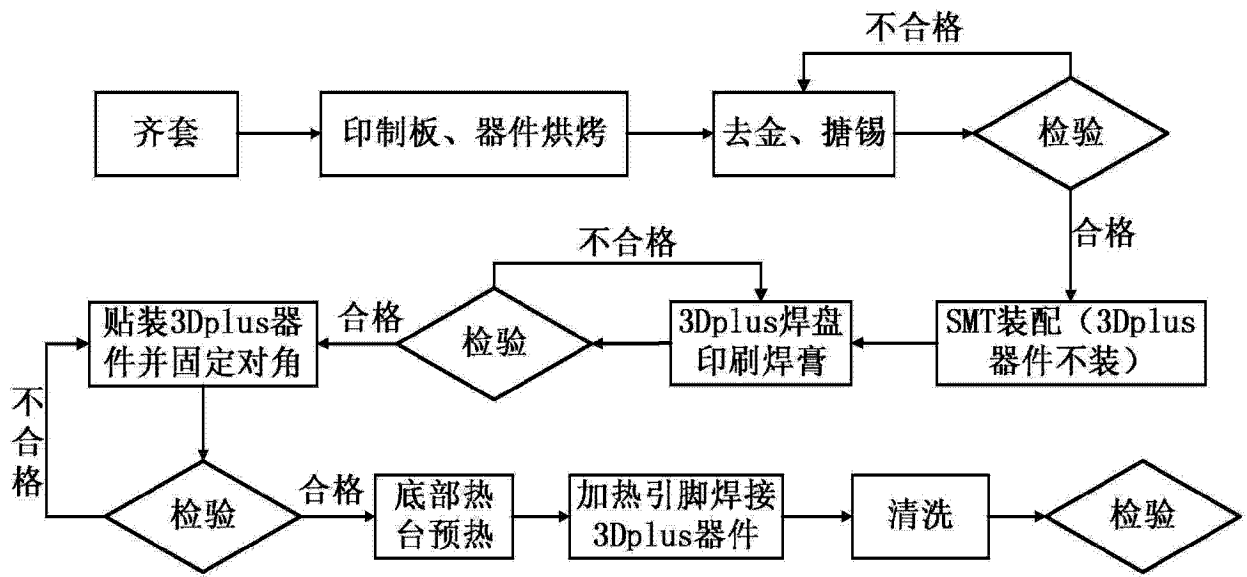 不合格
齐套
印制板、器件烘烤
去金、搪锡
检验
合格
不合格
SMT装配（3Dplus
器件不装）
3Dplus焊盘
印刷焊膏
检验
合格
贴装3Dplus器
件并固定对角
不合格
检验
合格
底部热
台预热
加热引脚焊接
3Dplus器件
清洗
检验